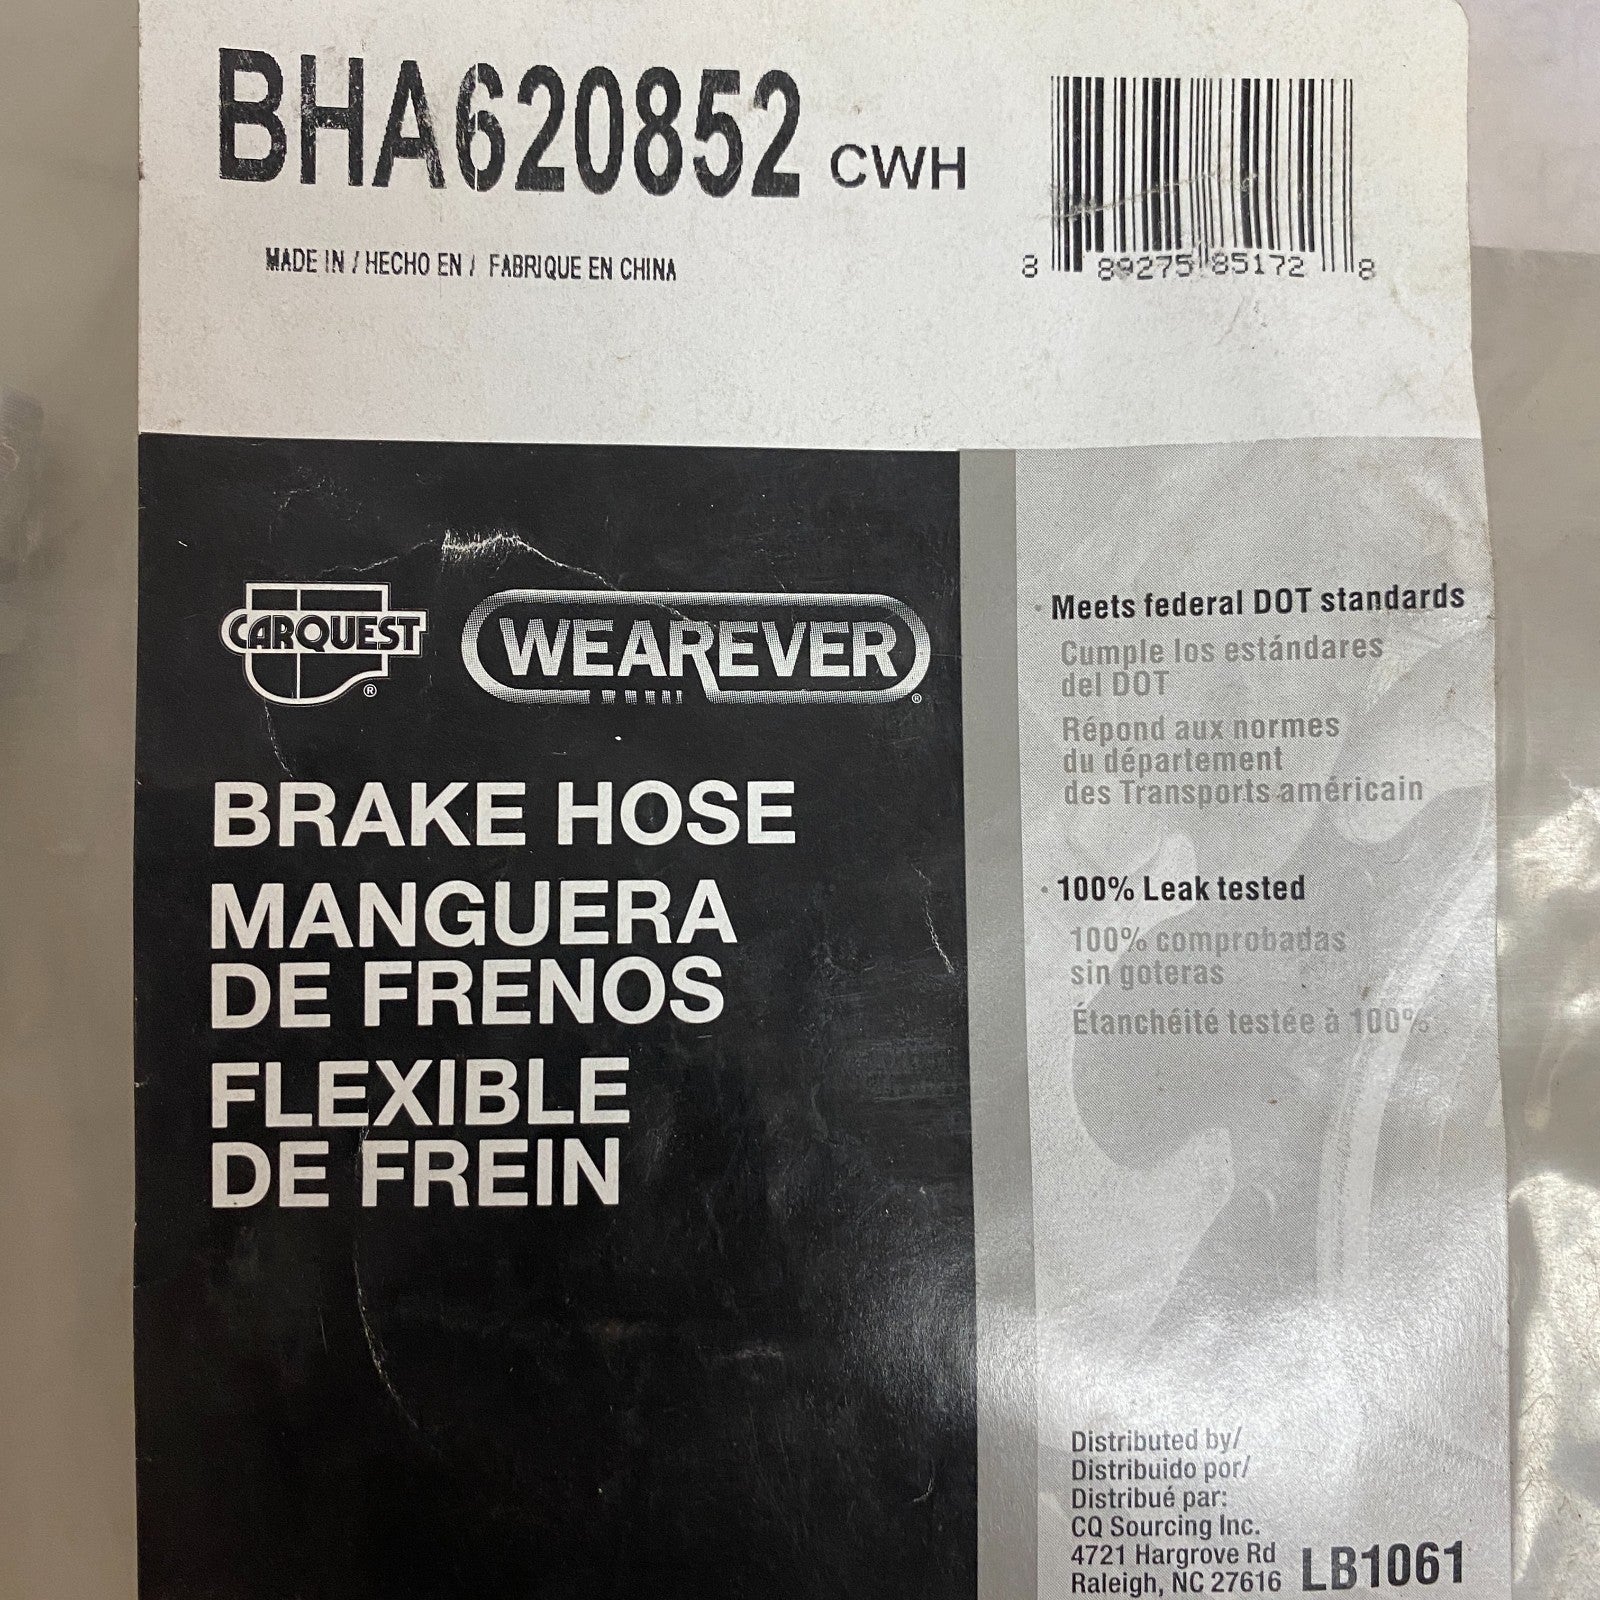 BHA620852 CWH
MADE IN / HECHO EN / FABRIQUE EN CHINA
8 89275 85172 8
CARQUEST ®
WEAREVER ®
BRAKE HOSE
MANGUERA
DE FRENOS
FLEXIBLE
DE FREIN
• Meets federal DOT standards
Cumple los estándares
del DOT
Répond aux normes
du département
des Transports américain
• 100% Leak tested
100% comprobadas
sin goteras
Étanchéité testée à 100%
Distributed by/
Distribuido por/
Distribué par:
CQ Sourcing Inc.
4721 Hargrove Rd
Raleigh, NC 27616 LB1061